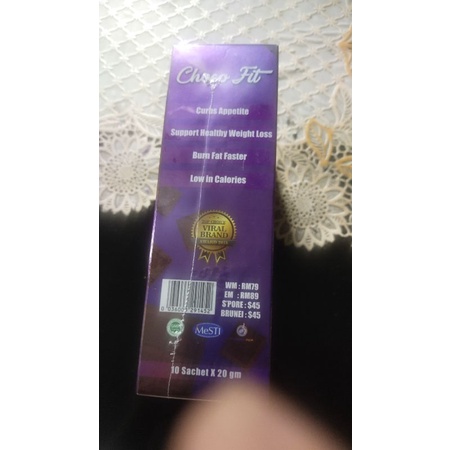 Choco Fit
Curbs Appetite
Support Healthy Weight Loss
Burn Fat Faster
Low in Calories
VIRAL
BRAND
WM : RM79
EM : RM89
S'PORE : $45
BRUNEI : $45
MeSTI
10 Sachet X 20 gm